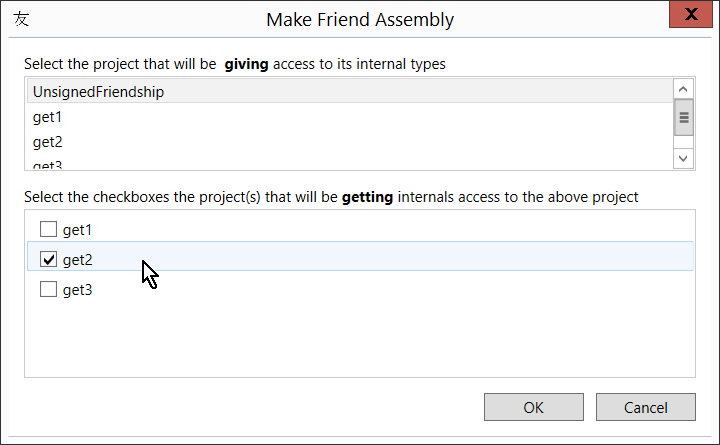 友 Make Friend Assembly X
Select the project that will be giving access to its internal types
UnsignedFriendship
get1
get2
get3
Select the checkboxes the project(s) that will be getting internals access to the above project
get1
get2
get3
OK Cancel